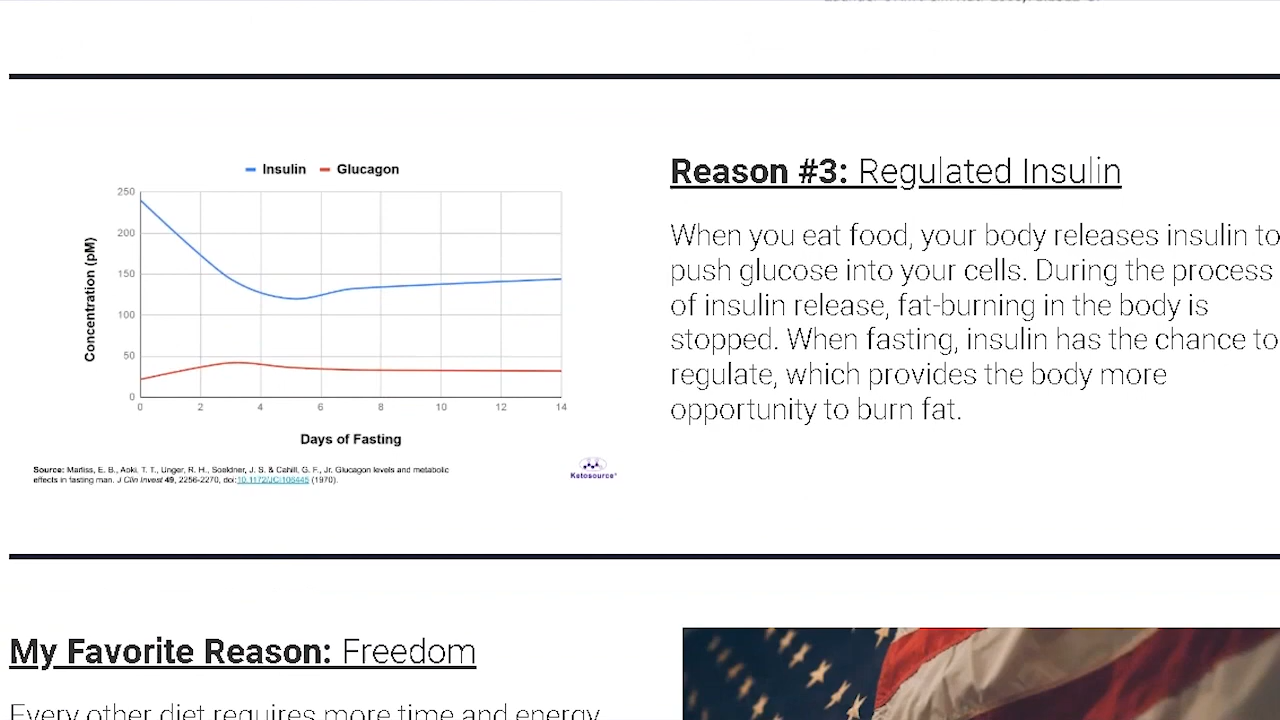 Insulin Glucagon
250
200
150
100
50
0
Concentration (pM)
0 2 4 6 8 10 12 14
Days of Fasting
Source: Marliss, E. B., Aoki, T. T., Unger, R. H., Soeldner, J. S. & Cahill, G. F., Jr. Glucagon levels and metabolic
effects in fasting man. J Clin Invest 49, 2256-2270, doi:10.1172/JCI106445 (1970).
Ketosource
Reason #3: Regulated Insulin
When you eat food, your body releases insulin to
push glucose into your cells. During the process
of insulin release, fat-burning in the body is
stopped. When fasting, insulin has the chance to
regulate, which provides the body more
opportunity to burn fat.
My Favorite Reason: Freedom
Every other diet requires more time and energy